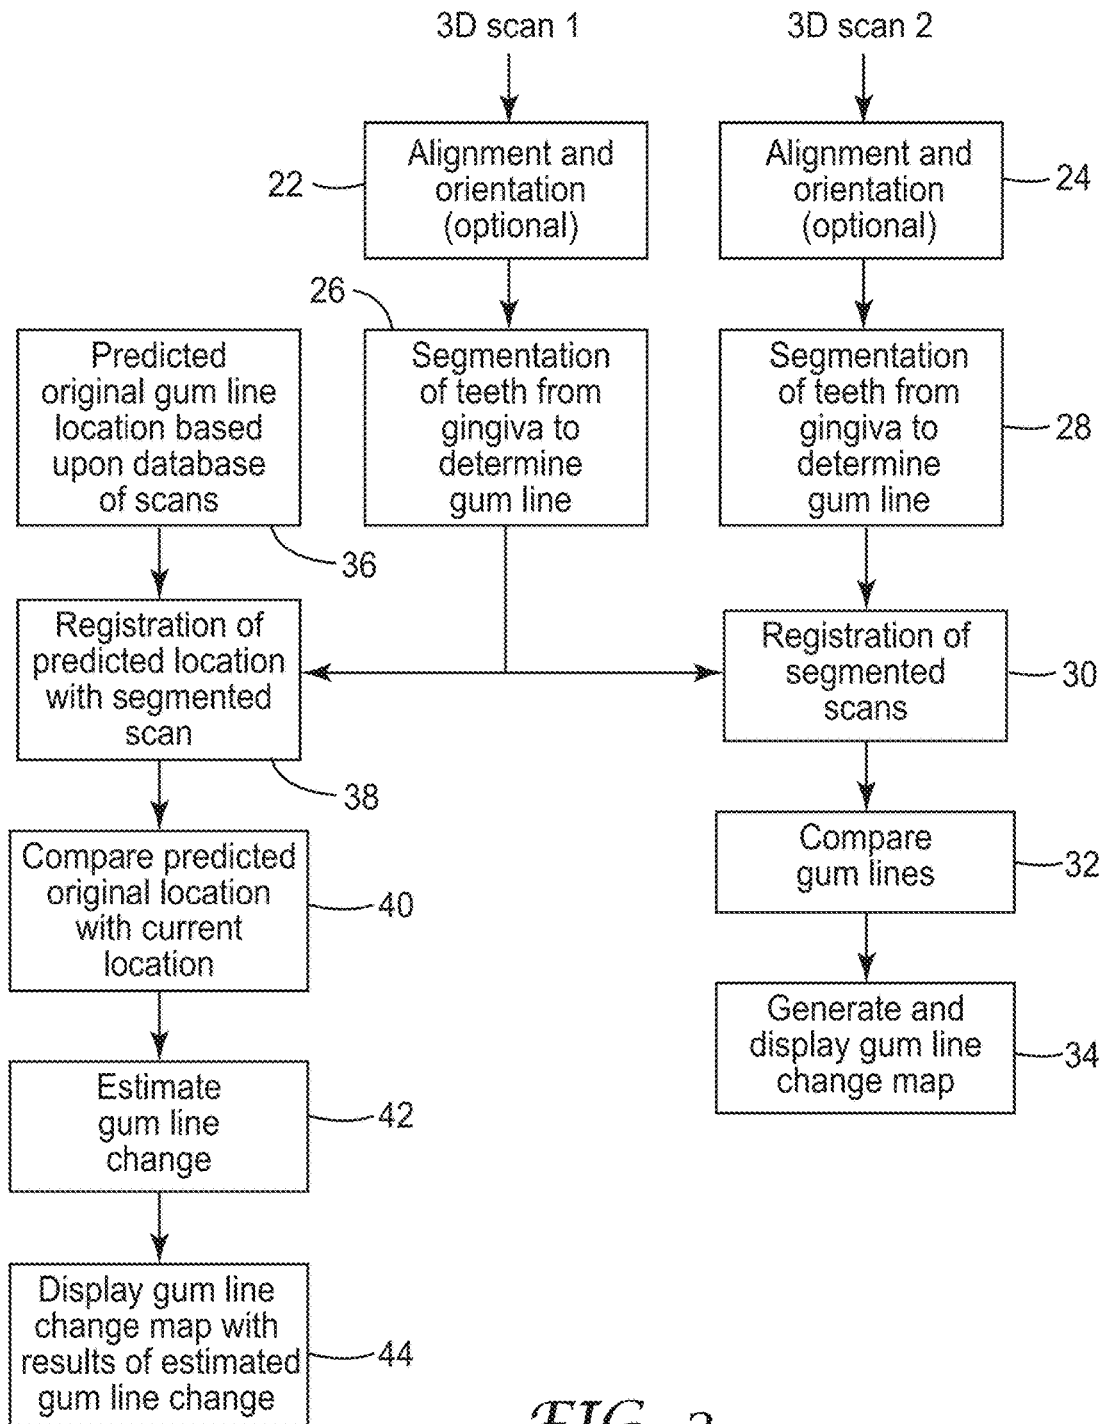 3D scan 1
3D scan 2
Alignment and
orientation
(optional)
22
Alignment and
orientation
(optional)
24
26
Predicted
original gum line
location based
upon database
of scans
36
Segmentation
of teeth from
gingiva to
determine
gum line
Segmentation
of teeth from
gingiva to
determine
gum line
28
Registration of
predicted location
with segmented
scan
38
Registration of
segmented
scans
30
Compare predicted
original location
with current
location
40
Compare
gum lines
32
Generate and
display gum line
change map
34
Estimate
gum line
change
42
Display gum line
change map with
results of estimated
gum line change
44